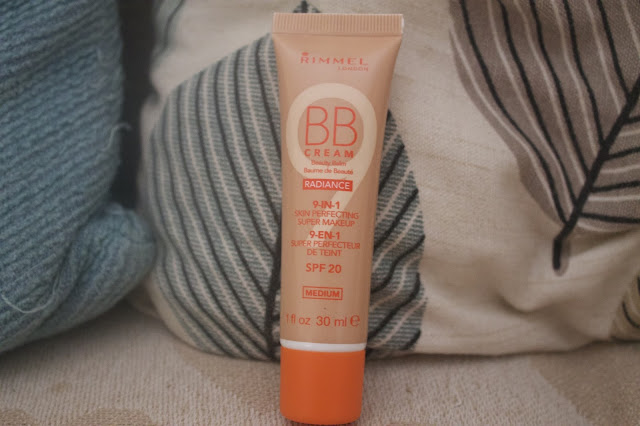 RIMMEL
LONDON
BB
CREAM
Beauty Balm
Baume de Beauté
RADIANCE
9-IN-1
SKIN PERFECTING
SUPER MAKEUP
9-EN-1
SUPER PERFECTEUR
DE TEINT
SPF 20
MEDIUM
1 fl oz 30 ml e